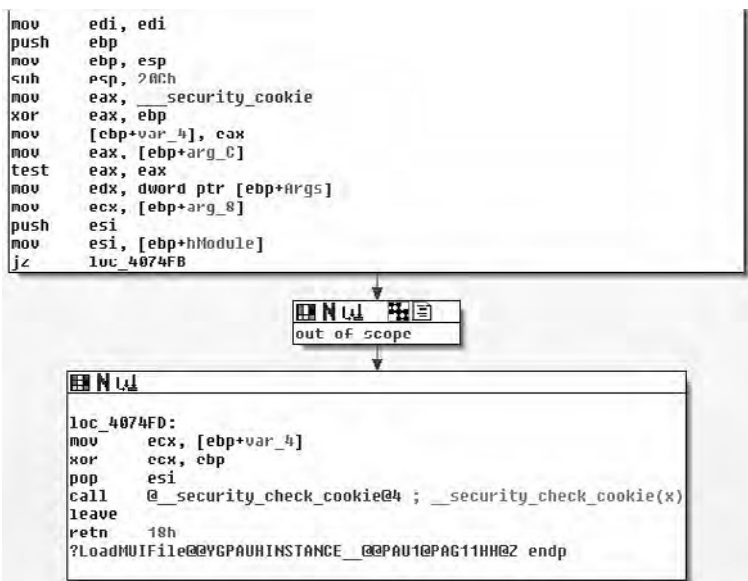 mov edi, edi
push ebp
mov ebp, esp
sub esp, 20Ch
mov eax, ___security_cookie
xor eax, ebp
mov [ebp+var_4], eax
mov eax, [ebp+arg_C]
test eax, eax
mov edx, dword ptr [ebp+Args]
mov ecx, [ebp+arg_8]
push esi
mov esi, [ebp+hModule]
jz loc_4074FB
out of scope
loc_4074FD:
mov ecx, [ebp+var_4]
xor ecx, ebp
pop esi
call @__security_check_cookie@4 ; __security_check_cookie(x)
leave
retn 18h
?LoadMUIFile@@YGPAUHINSTANCE__@@PAU1@PAG11HH@Z endp